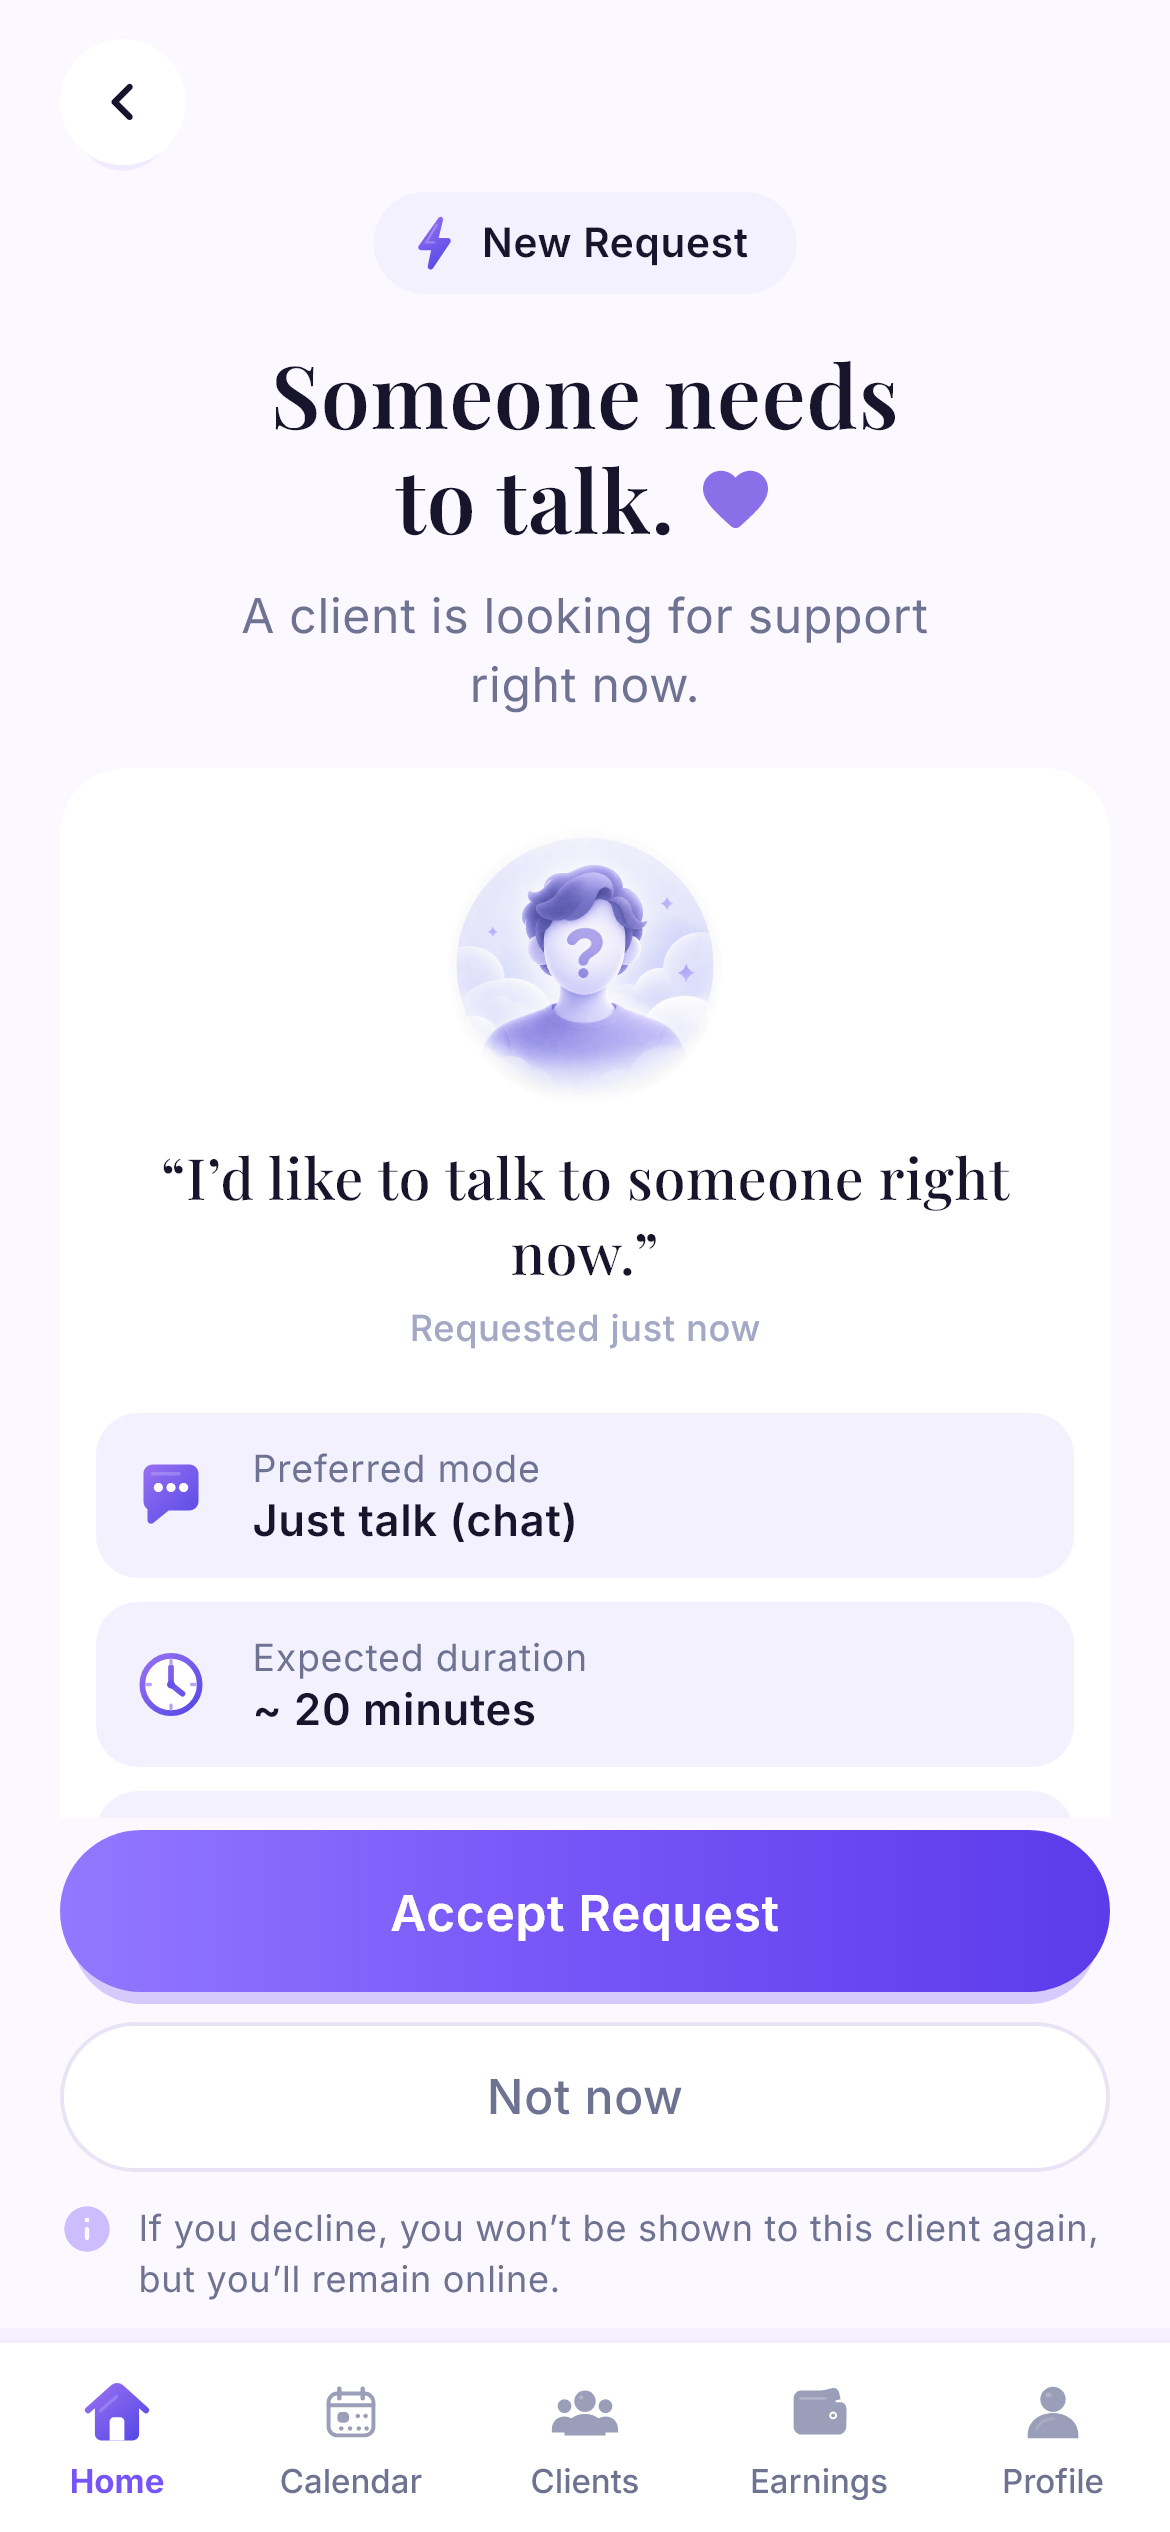 New Request
Someone needs
to talk.
A client is looking for support
right now.
?
“I’d like to talk to someone right
now.”
Requested just now
Preferred mode
Just talk (chat)
Expected duration
~ 20 minutes
Accept Request
Not now
If you decline, you won’t be shown to this client again,
but you’ll remain online.
Home
Calendar
Clients
Earnings
Profile